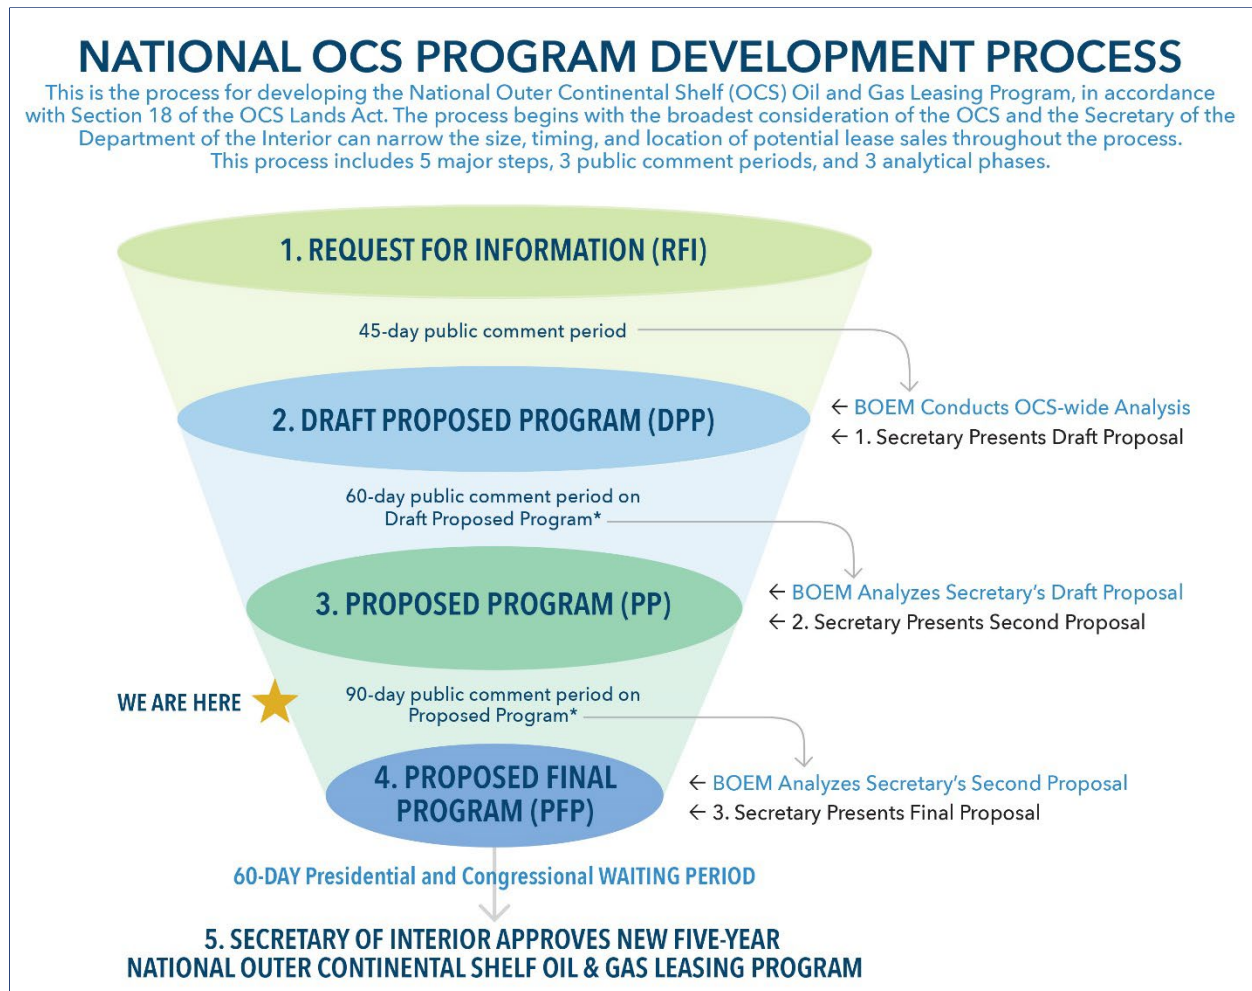 NATIONAL OCS PROGRAM DEVELOPMENT PROCESS
This is the process for developing the National Outer Continental Shelf (OCS) Oil and Gas Leasing Program, in accordance
with Section 18 of the OCS Lands Act. The process begins with the broadest consideration of the OCS and the Secretary of the
Department of the Interior can narrow the size, timing, and location of potential lease sales throughout the process.
This process includes 5 major steps, 3 public comment periods, and 3 analytical phases.
1. REQUEST FOR INFORMATION (RFI)
45-day public comment period
2. DRAFT PROPOSED PROGRAM (DPP)
← BOEM Conducts OCS-wide Analysis
← 1. Secretary Presents Draft Proposal
60-day public comment period on
Draft Proposed Program*
3. PROPOSED PROGRAM (PP)
← BOEM Analyzes Secretary's Draft Proposal
← 2. Secretary Presents Second Proposal
WE ARE HERE
90-day public comment period on
Proposed Program*
4. PROPOSED FINAL
PROGRAM (PFP)
← BOEM Analyzes Secretary's Second Proposal
← 3. Secretary Presents Final Proposal
60-DAY Presidential and Congressional WAITING PERIOD
5. SECRETARY OF INTERIOR APPROVES NEW FIVE-YEAR
NATIONAL OUTER CONTINENTAL SHELF OIL & GAS LEASING PROGRAM